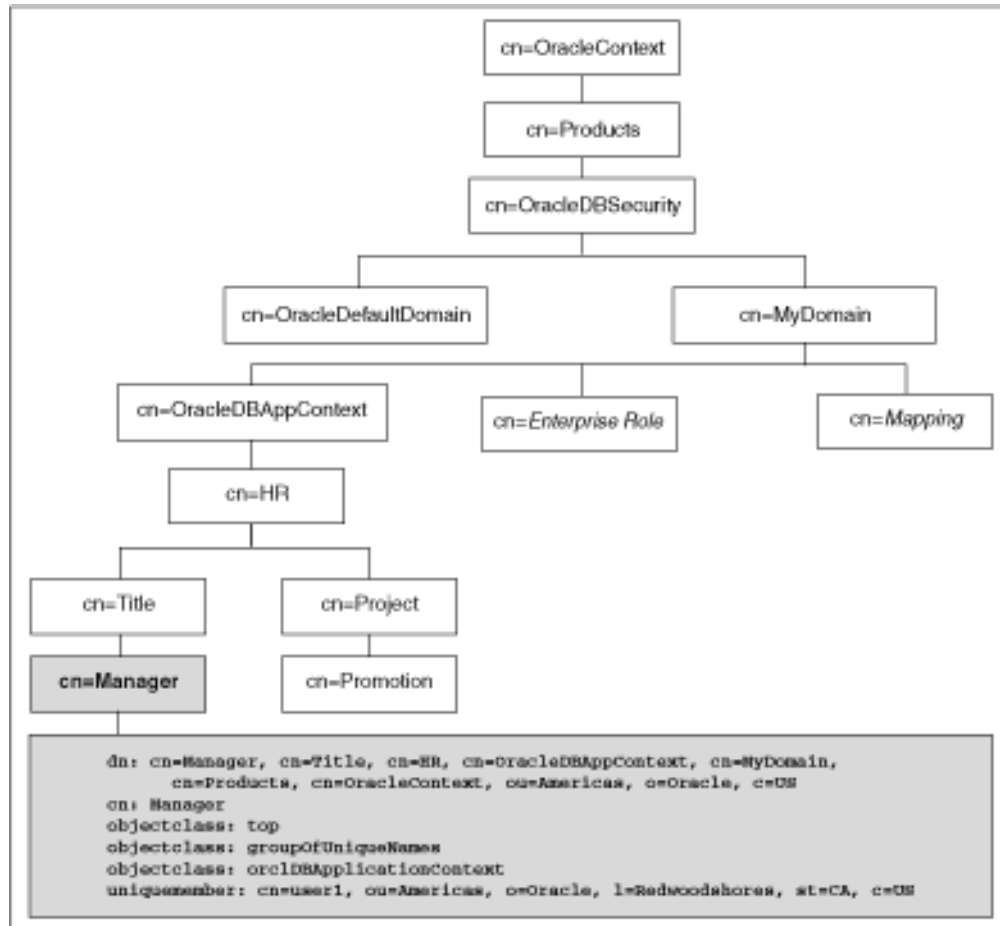 cn=OracleContext
cn=Products
cn=OracleDBSecurity
cn=OracleDefaultDomain
cn=MyDomain
cn=OracleDBAppContext
cn=Enterprise Role
cn=Mapping
cn=HR
cn=Title
cn=Project
cn=Manager
cn=Promotion
dn: cn=Manager, cn=Title, cn=HR, cn=OracleDBAppContext, cn=MyDomain,
cn=Products, cn=OracleContext, ou=Americas, o=Oracle, c=US
cn: Manager
objectclass: top
objectclass: groupOfUniqueNames
objectclass: orclDBApplicationContext
uniquemember: cn=user1, ou=Americas, o=Oracle, l=Redwoodshores, st=CA, c=US